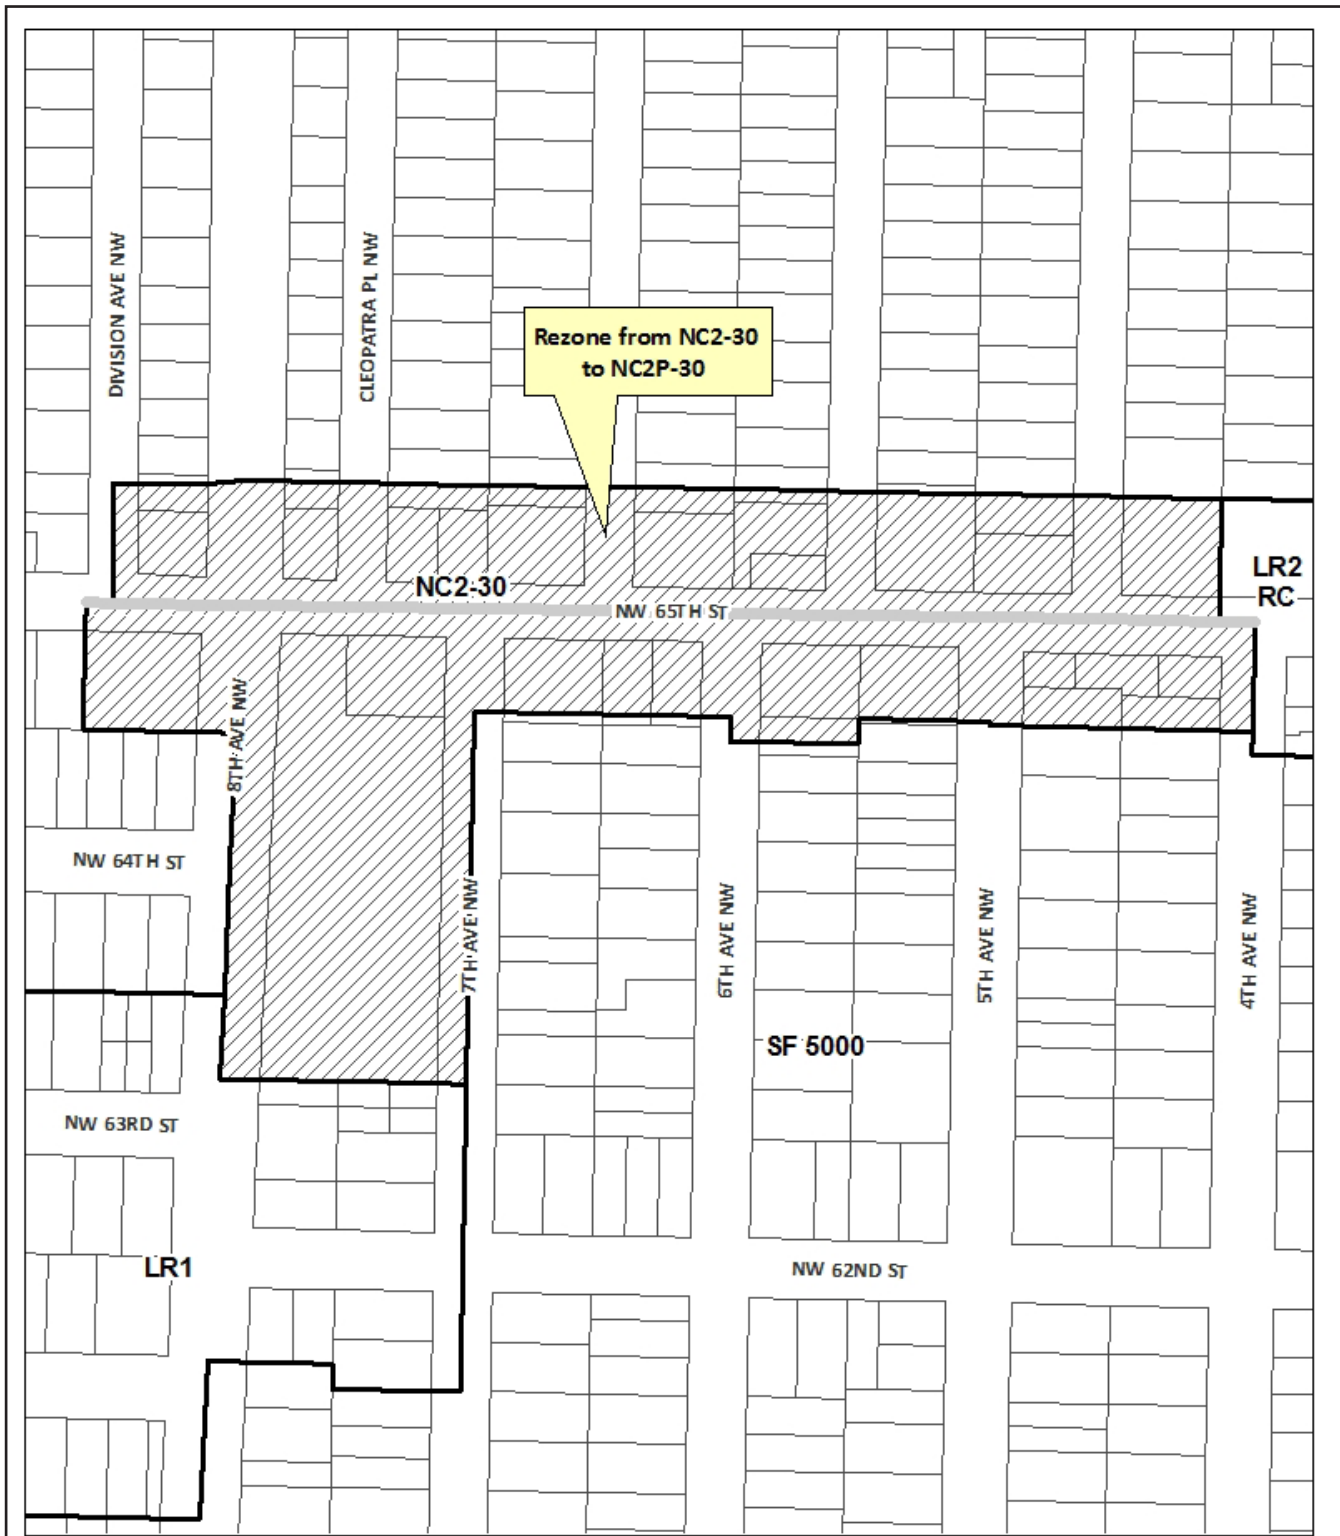 DIVISION AVE NW
CLEOPATRA PL NW
Rezone from NC2-30
to NC2P-30
NC2-30
LR2
RC
NW 65TH ST
8TH AVE NW
NW 64TH ST
7TH AVE NW
6TH AVE NW
5TH AVE NW
4TH AVE NW
SF 5000
NW 63RD ST
LR1
NW 62ND ST